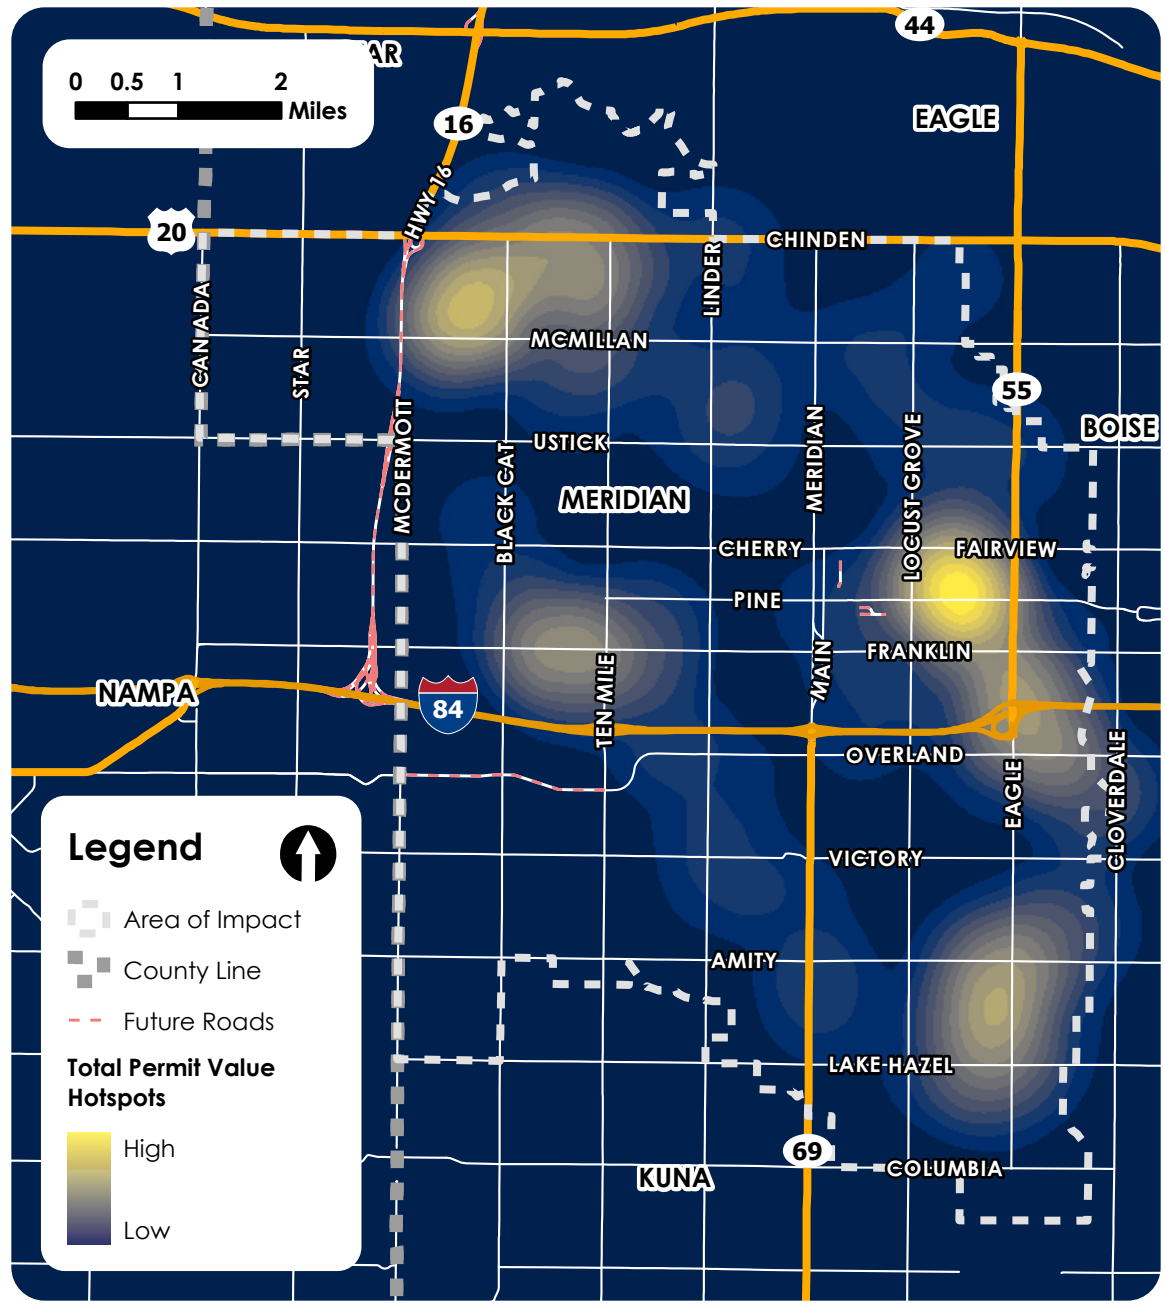 44
AR
0 0.5 1 2
Miles
EAGLE
16
HWY 16
20
CHINDEN
LINDER
CANADA
STAR
MCMILLAN
55
BOISE
MCDERMOTT
USTICK
BLACK CAT
MERIDIAN
MERIDIAN
LOCUST GROVE
CHERRY
FAIRVIEW
PINE
FRANKLIN
MAIN
TEN MILE
NAMPA
84
OVERLAND
EAGLE
CLOVERDALE
VICTORY
AMITY
LAKE HAZEL
69
COLUMBIA
KUNA
Legend
Area of Impact
County Line
Future Roads
Total Permit Value
Hotspots
High
Low